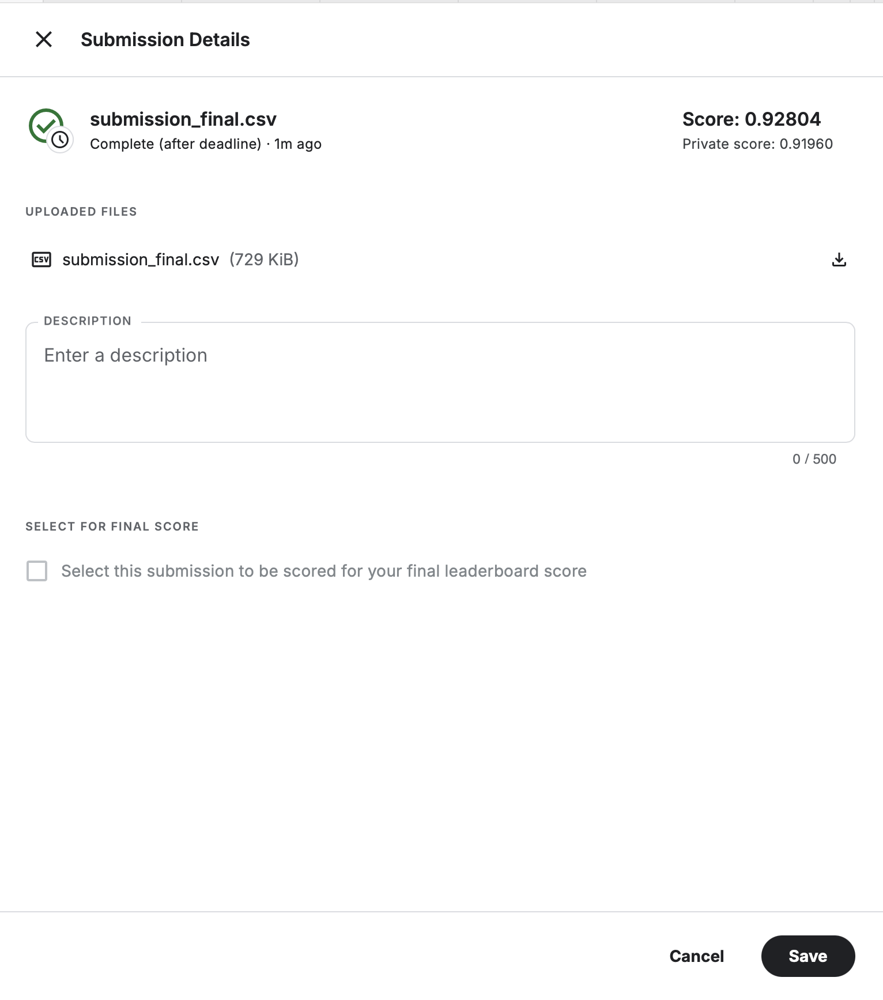 Submission Details
submission_final.csv
Complete (after deadline) · 1m ago
Score: 0.92804
Private score: 0.91960
UPLOADED FILES
CSV submission_final.csv (729 KiB)
DESCRIPTION
Enter a description
0 / 500
SELECT FOR FINAL SCORE
Select this submission to be scored for your final leaderboard score
Cancel
Save